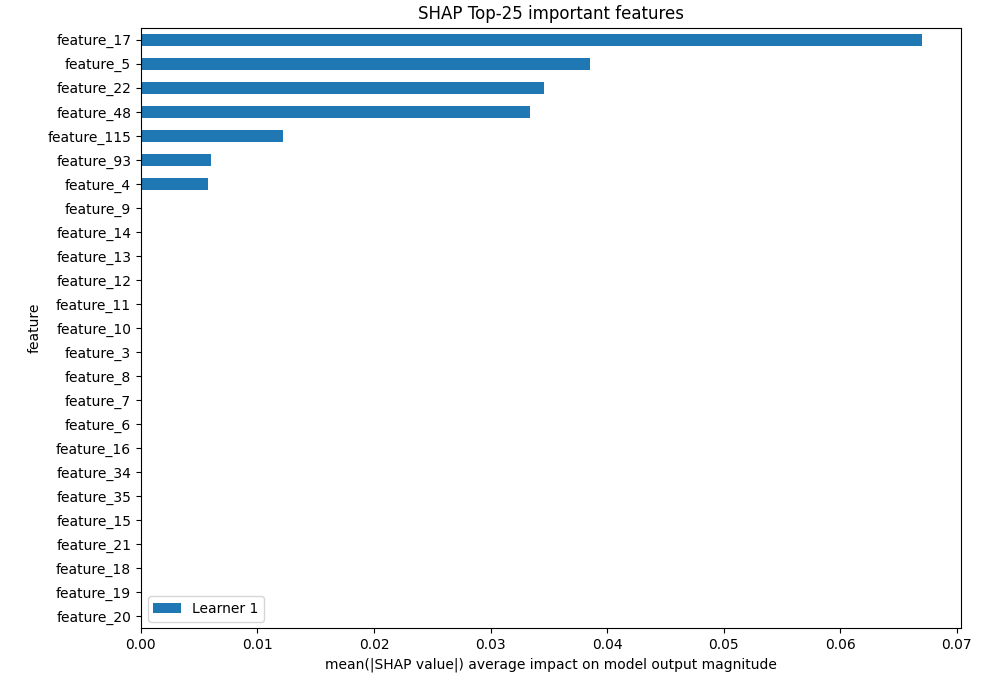 SHAP Top-25 important features
feature_17
feature_5
feature_22
feature_48
feature_115
feature_93
feature_4
feature_9
feature_14
feature_13
feature_12
feature_11
feature_10
feature_3
feature_8
feature_7
feature_6
feature_16
feature_34
feature_35
feature_15
feature_21
feature_18
feature_19
feature_20
feature
Learner 1
0.00 0.01 0.02 0.03 0.04 0.05 0.06 0.07
mean(|SHAP value|) average impact on model output magnitude